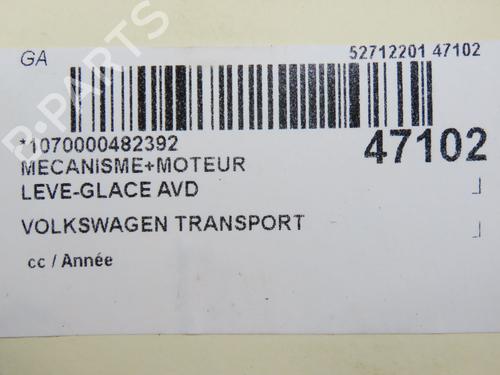 GA
52712201 47102
*1070000482392
47102
MECANISME+MOTEUR
LEVE-GLACE AVD
VOLKSWAGEN TRANSPORT
cc / Année
B-PARTS